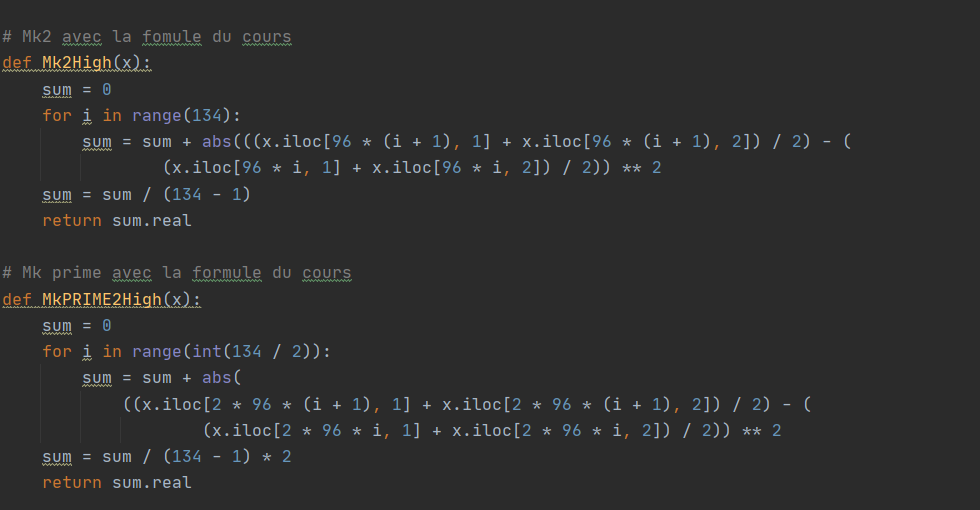 # Mk2 avec la fomule du cours
def Mk2High(x):
    sum = 0
    for i in range(134):
        sum = sum + abs(((x.iloc[96 * (i + 1), 1] + x.iloc[96 * (i + 1), 2]) / 2) - (
                (x.iloc[96 * i, 1] + x.iloc[96 * i, 2]) / 2)) ** 2
    sum = sum / (134 - 1)
    return sum.real

# Mk prime avec la formule du cours
def MkPRIME2High(x):
    sum = 0
    for i in range(int(134 / 2)):
        sum = sum + abs(
            ((x.iloc[2 * 96 * (i + 1), 1] + x.iloc[2 * 96 * (i + 1), 2]) / 2) - (
                    (x.iloc[2 * 96 * i, 1] + x.iloc[2 * 96 * i, 2]) / 2)) ** 2
    sum = sum / (134 - 1) * 2
    return sum.real